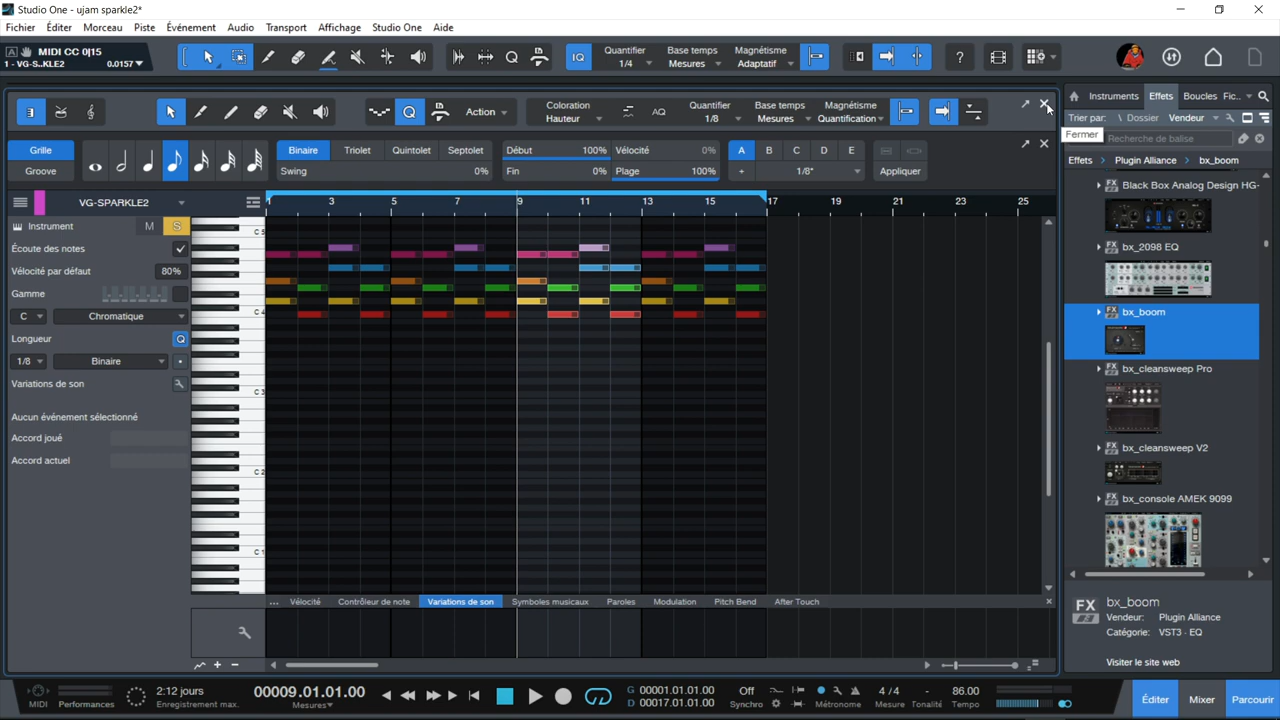 Studio One - ujam sparkle2*
Fichier Éditer Morceau Piste Événement Audio Transport Affichage Studio One Aide
MIDI CC 0|15
1 - VG-S..KLE2 0.0157
IQ
Quantifier
1/4
Base temps
Mesures
Magnétisme
Adaptatif
?
Instruments Effets Boucles Fic..
Trier par: \ Dossier Vendeur
Fermer
Recherche de balise
Effets Plugin Alliance bx_boom
Q
Action
Coloration
Hauteur
AQ
Quantifier
1/8
Base temps
Mesures
Magnétisme
Quantification
Grille
Groove
Binaire
Swing 0%
Début 100%
Fin 0%
Vélocité 0%
Plage 100%
A B C D E
+ 1/8*
Appliquer
VG-SPARKLE2
1 3 5 7 9 11 13 15 17 19 21 23 25
Instrument M S
Écoute des notes
Vélocité par défaut 80%
Gamme
C Chromatique
Longueur Q
1/8 Binaire
Variations de son
Aucun événement sélectionné
Accord joué
Accord actuel
C 5
C 4
C 3
C 2
C 1
Black Box Analog Design HG-
bx_2098 EQ
bx_boom
bx_cleansweep Pro
bx_cleansweep V2
bx_console AMEK 9099
... Vélocité Contrôleur de note Variations de son Symboles musicaux Paroles Modulation Pitch Bend After Touch
FX
bx_boom
Vendeur: Plugin Alliance
Catégorie: VST3 - EQ
Visiter le site web
MIDI
Performances
2:12 jours
Enregistrement max.
00009.01.01.00
Mesures
G 00001.01.01.00
D 00017.01.01.00
Off
Synchro
Métronome
4 / 4
Mesure
-
Tonalité
86.00
Tempo
Éditer Mixer Parcourir